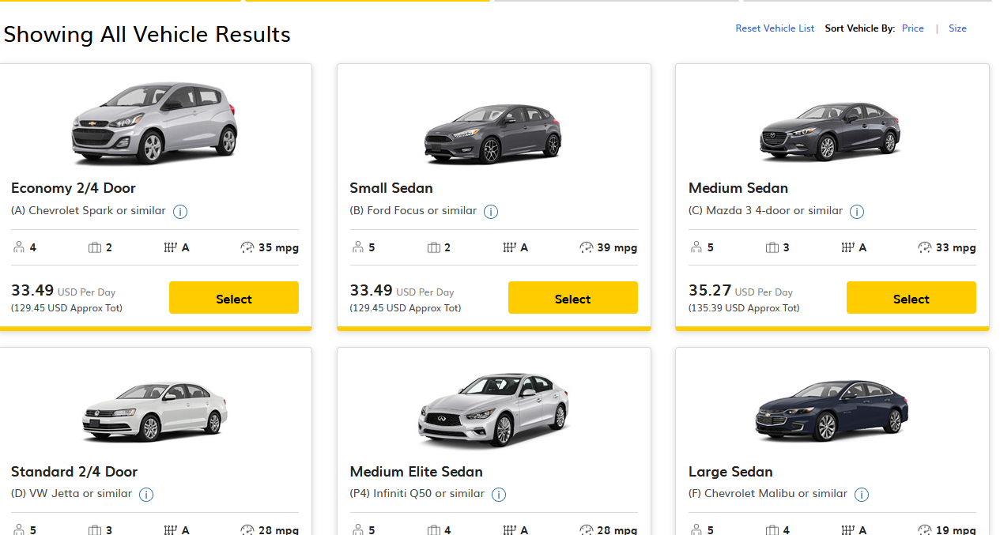 Showing All Vehicle Results
Reset Vehicle List Sort Vehicle By: Price | Size
Economy 2/4 Door
(A) Chevrolet Spark or similar
4 2 A 35 mpg
33.49 USD Per Day
(129.45 USD Approx Tot)
Select
Small Sedan
(B) Ford Focus or similar
5 2 A 39 mpg
33.49 USD Per Day
(129.45 USD Approx Tot)
Select
Medium Sedan
(C) Mazda 3 4-door or similar
5 3 A 33 mpg
35.27 USD Per Day
(135.39 USD Approx Tot)
Select
Standard 2/4 Door
(D) VW Jetta or similar
5 3 A 28 mpg
Medium Elite Sedan
(P4) Infiniti Q50 or similar
5 4 A 28 mpg
Large Sedan
(F) Chevrolet Malibu or similar
5 4 A 19 mpg